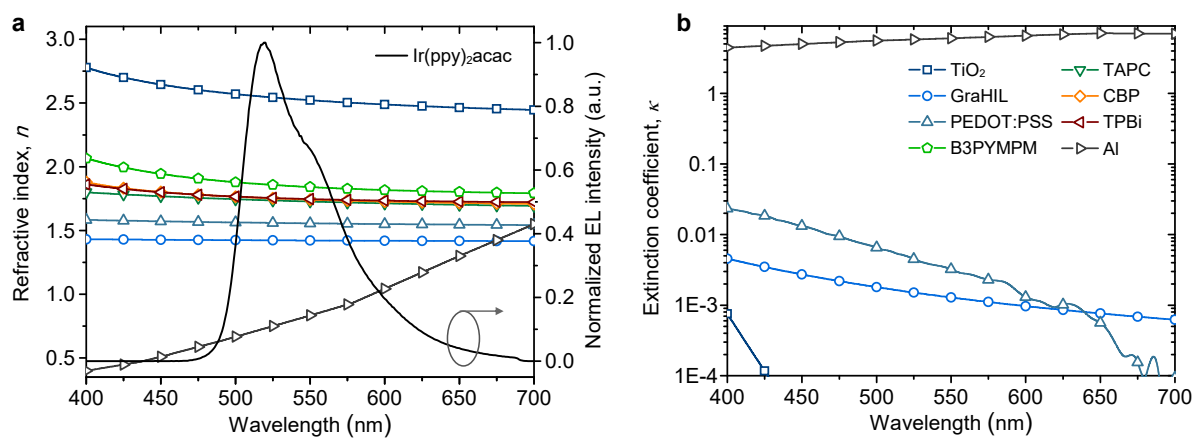 a
3.0
2.5
2.0
1.5
1.0
0.5
Refractive index, n
1.0
0.8
0.6
0.4
0.2
0.0
Normalized EL intensity (a.u.)
Ir(ppy)₂acac
400 450 500 550 600 650 700
Wavelength (nm)
b
1
0.1
0.01
1E-3
1E-4
Extinction coefficient, κ
TiO₂
GraHIL
PEDOT:PSS
B3PYMPM
TAPC
CBP
TPBi
Al
400 450 500 550 600 650 700
Wavelength (nm)